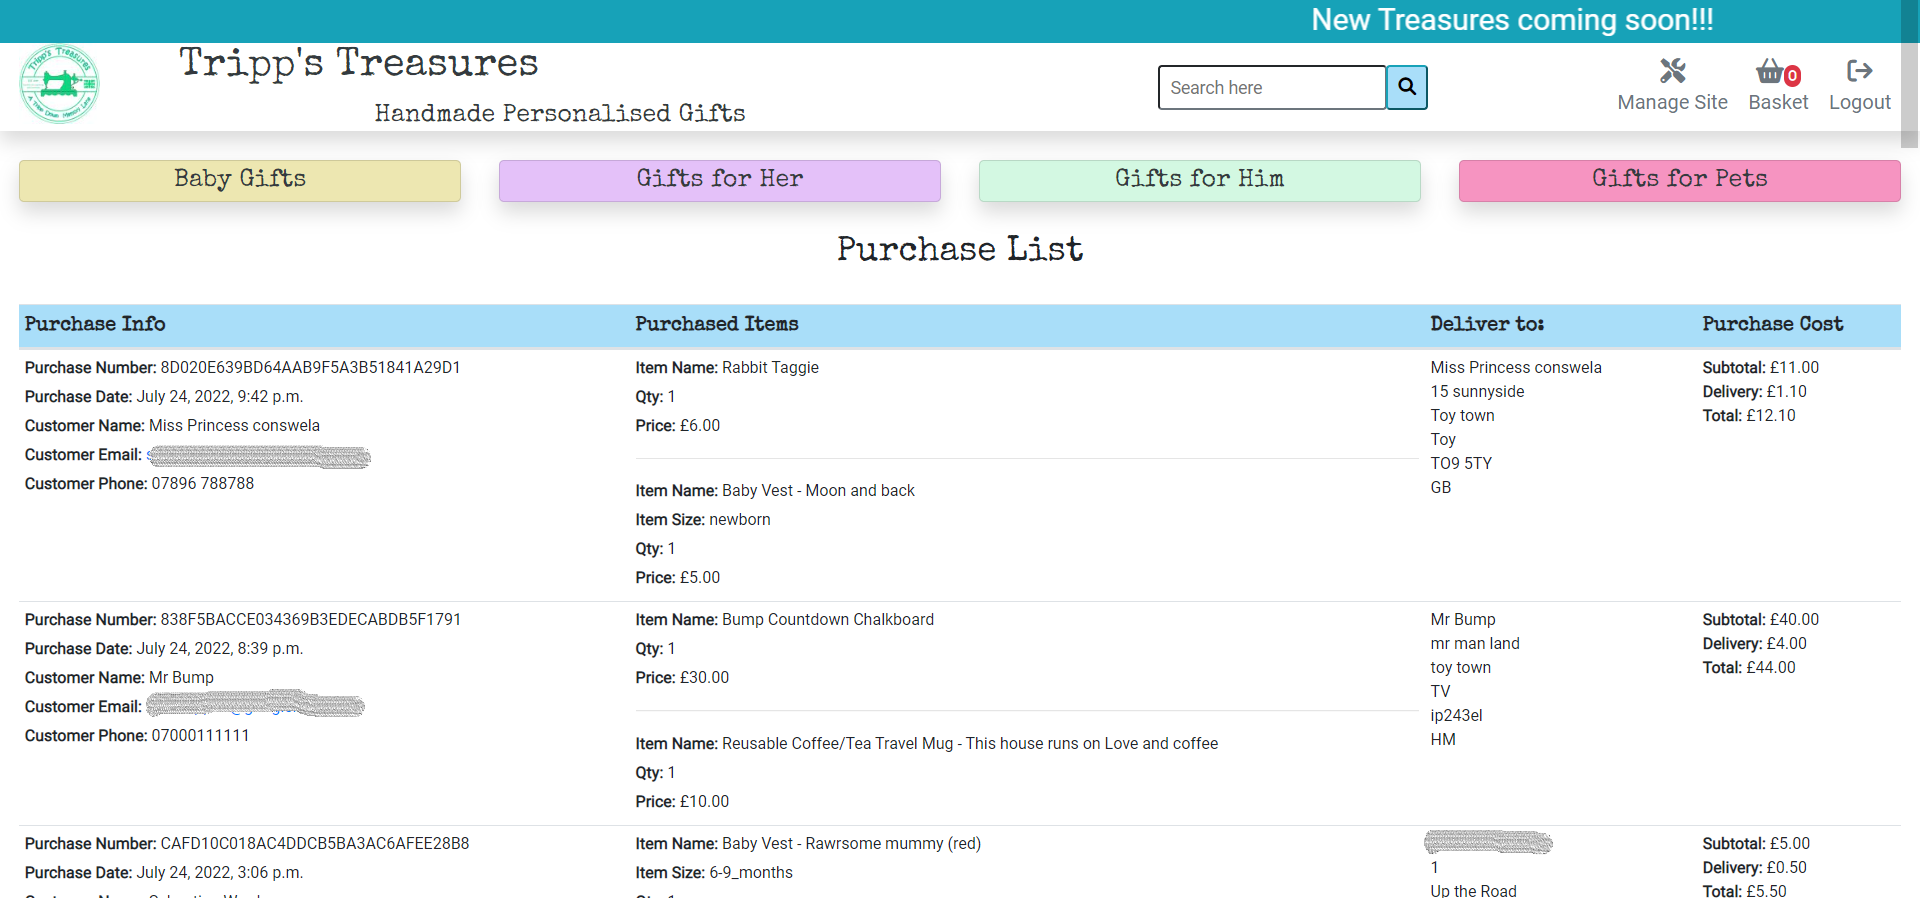 New Treasures coming soon!!!
Tripp's Treasures
Tripp's Treasures
Handmade Personalised Gifts
Search here
0
Manage Site
Basket
Logout
Baby Gifts
Gifts for Her
Gifts for Him
Gifts for Pets
Purchase List
Purchase Info
Purchased Items
Deliver to:
Purchase Cost
Purchase Number: 8D020E639BD64AAB9F5A3B51841A29D1
Purchase Date: July 24, 2022, 9:42 p.m.
Customer Name: Miss Princess conswela
Customer Email:
Customer Phone: 07896 788788
Item Name: Rabbit Taggie
Qty: 1
Price: £6.00
Item Name: Baby Vest - Moon and back
Item Size: newborn
Qty: 1
Price: £5.00
Miss Princess conswela
15 sunnyside
Toy town
Toy
TO9 5TY
GB
Subtotal: £11.00
Delivery: £1.10
Total: £12.10
Purchase Number: 838F5BACCE034369B3EDECABDB5F1791
Purchase Date: July 24, 2022, 8:39 p.m.
Customer Name: Mr Bump
Customer Email:
Customer Phone: 07000111111
Item Name: Bump Countdown Chalkboard
Qty: 1
Price: £30.00
Item Name: Reusable Coffee/Tea Travel Mug - This house runs on Love and coffee
Qty: 1
Price: £10.00
Mr Bump
mr man land
toy town
TV
ip243el
HM
Subtotal: £40.00
Delivery: £4.00
Total: £44.00
Purchase Number: CAFD10C018AC4DDCB5BA3AC6AFEE28B8
Purchase Date: July 24, 2022, 3:06 p.m.
Item Name: Baby Vest - Rawrsome mummy (red)
Item Size: 6-9_months
1
Up the Road
Subtotal: £5.00
Delivery: £0.50
Total: £5.50